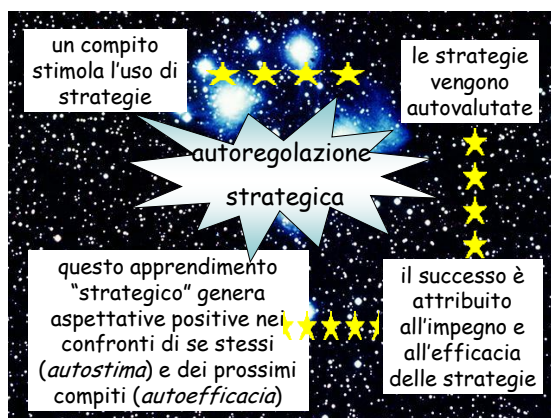 un compito
stimola l'uso di
strategie
le strategie
vengono
autovalutate
autoregolazione
strategica
il successo è
attribuito
all'impegno e
all'efficacia
delle strategie
questo apprendimento
"strategico" genera
aspettative positive nei
confronti di se stessi
(autostima) e dei prossimi
compiti (autoefficacia)